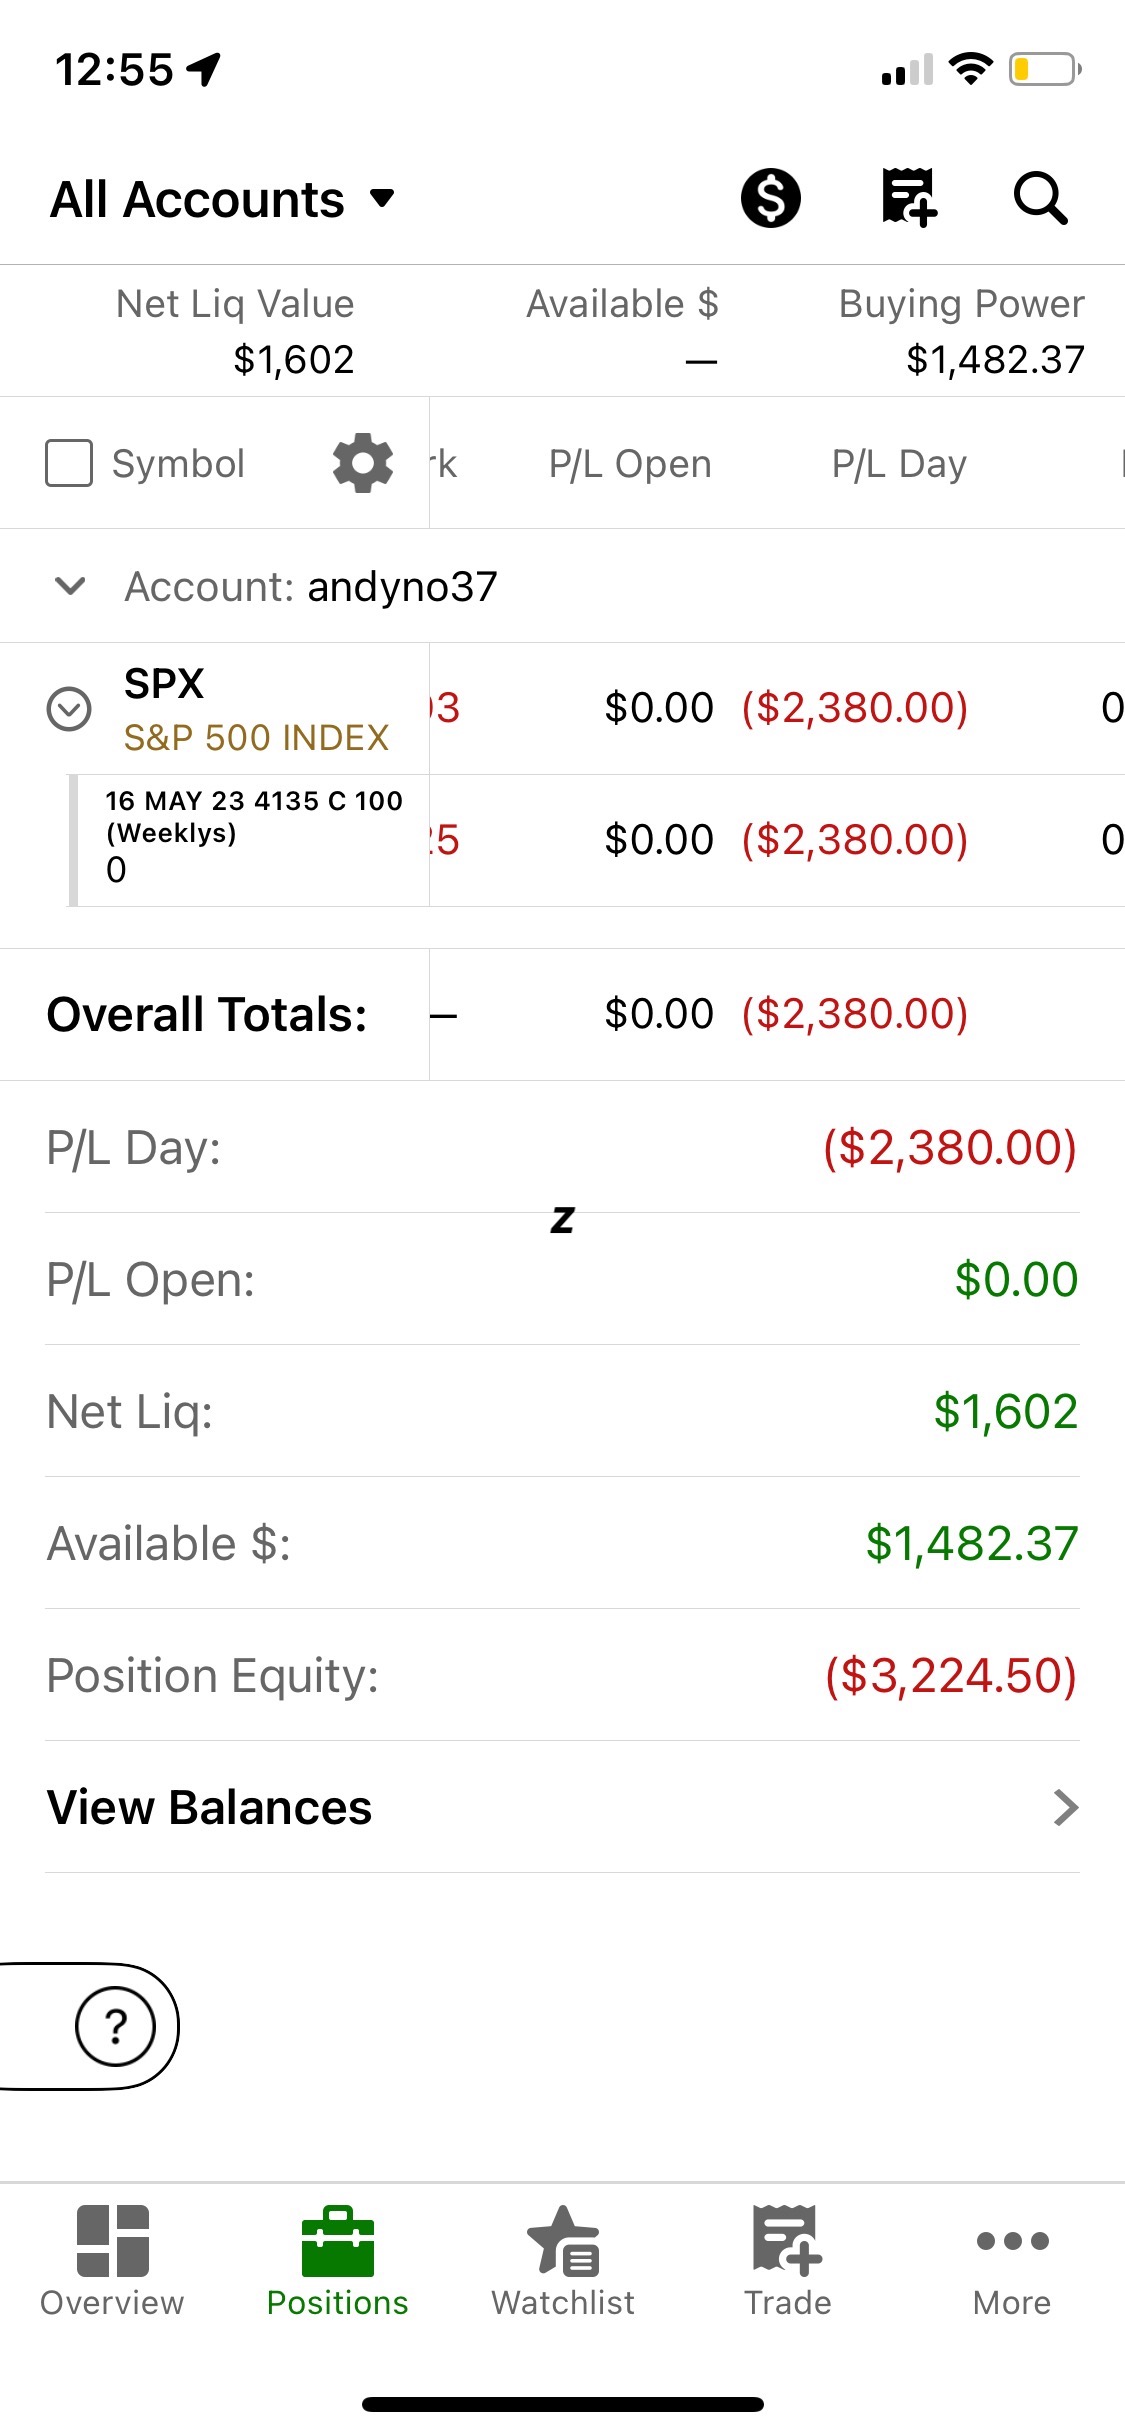 12:55
All Accounts
Net Liq Value Available $ Buying Power
$1,602 — $1,482.37
Symbol rk P/L Open P/L Day
Account: andyno37
SPX
S&P 500 INDEX
3 $0.00 ($2,380.00) 0
16 MAY 23 4135 C 100
(Weeklys)
0
5 $0.00 ($2,380.00) 0
Overall Totals: — $0.00 ($2,380.00)
P/L Day: ($2,380.00)
z
P/L Open: $0.00
Net Liq: $1,602
Available $: $1,482.37
Position Equity: ($3,224.50)
View Balances
?
Overview Positions Watchlist Trade More